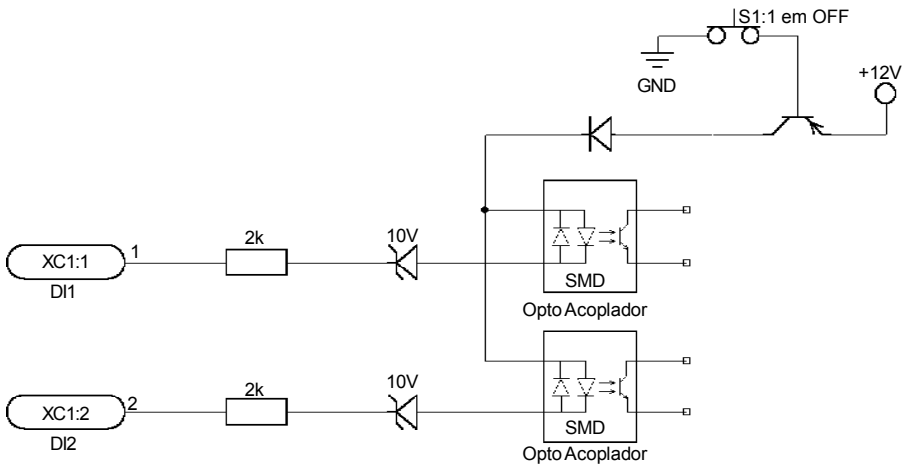 S1:1 em OFF
GND
+12V
2k
10V
XC1:1
1
DI1
SMD
Opto Acoplador
2k
10V
XC1:2
2
DI2
SMD
Opto Acoplador